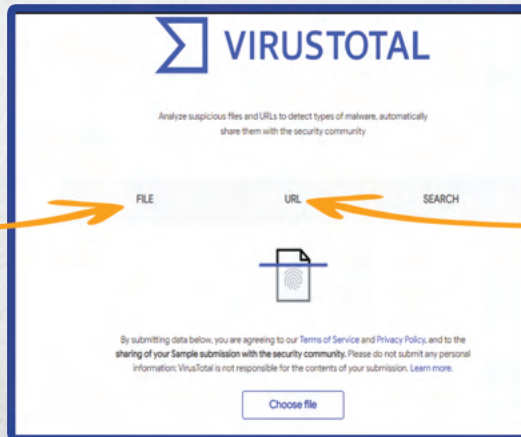 VIRUSTOTAL
Analyze suspicious files and URLs to detect types of malware, automatically
share them with the security community
FILE URL SEARCH
By submitting data below, you are agreeing to our Terms of Service and Privacy Policy, and to the
sharing of your Sample submission with the security community. Please do not submit any personal
information; VirusTotal is not responsible for the contents of your submission. Learn more.
Choose file